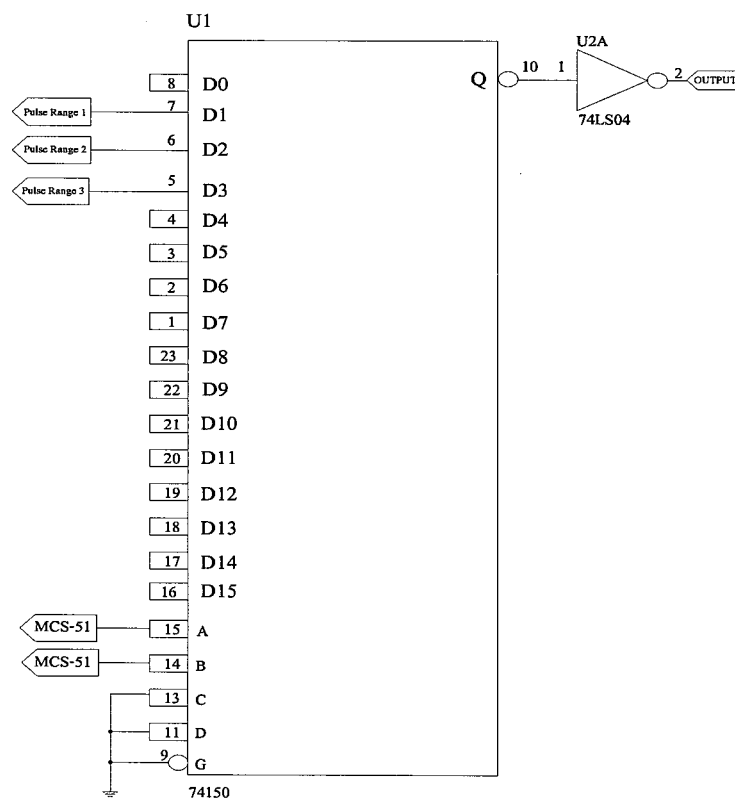 U1
U2A
8 D0
Q 10 1 2 OUTPUT
Pulse Range 1 7 D1
74LS04
Pulse Range 2 6 D2
Pulse Range 3 5 D3
4 D4
3 D5
2 D6
1 D7
23 D8
22 D9
21 D10
20 D11
19 D12
18 D13
17 D14
16 D15
MCS-51 15 A
MCS-51 14 B
13 C
11 D
9 G
74150